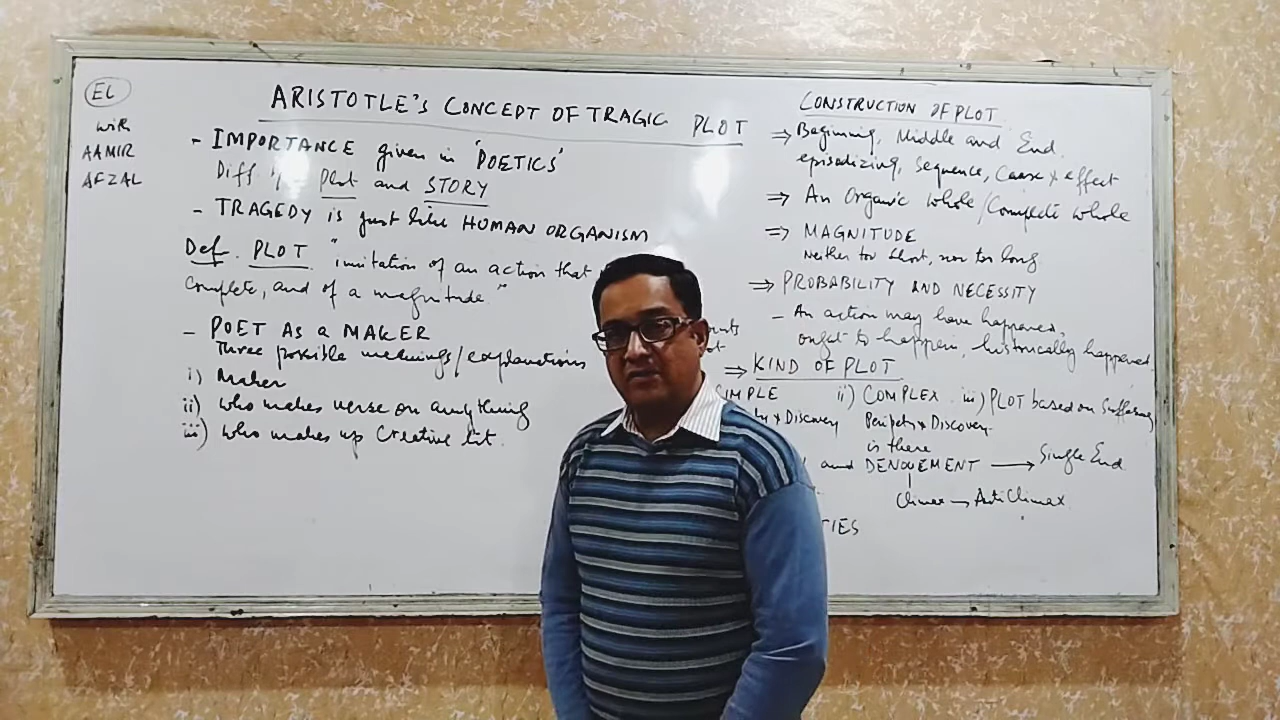 EL
with
AAMIR
AFZAL
ARISTOTLE'S CONCEPT OF TRAGIC PLOT
- IMPORTANCE given in 'POETICS'
Diff b/w Plot and STORY
- TRAGEDY is just like HUMAN ORGANISM
Def. PLOT "imitation of an action that
complete, and of a magnitude"
- POET AS A MAKER
Three possible meanings/explanations
i) Maker
ii) who makes verse on anything
iii) who makes up Creative lit.
CONSTRUCTION OF PLOT
⇒ Beginning, Middle and End.
episodizing, Sequence, Cause & effect
⇒ An Organic whole/Complete whole
⇒ MAGNITUDE
Neither too short, nor too long
⇒ PROBABILITY AND NECESSITY
- An action may have happened,
ought to happen, historically happened.
⇒ KIND OF PLOT
SIMPLE ii) COMPLEX iii) PLOT based on Suffering
& Discovery Peripety & Discovery
is there
and DENOUEMENT → Single End
Climax → AntiClimax
TIES